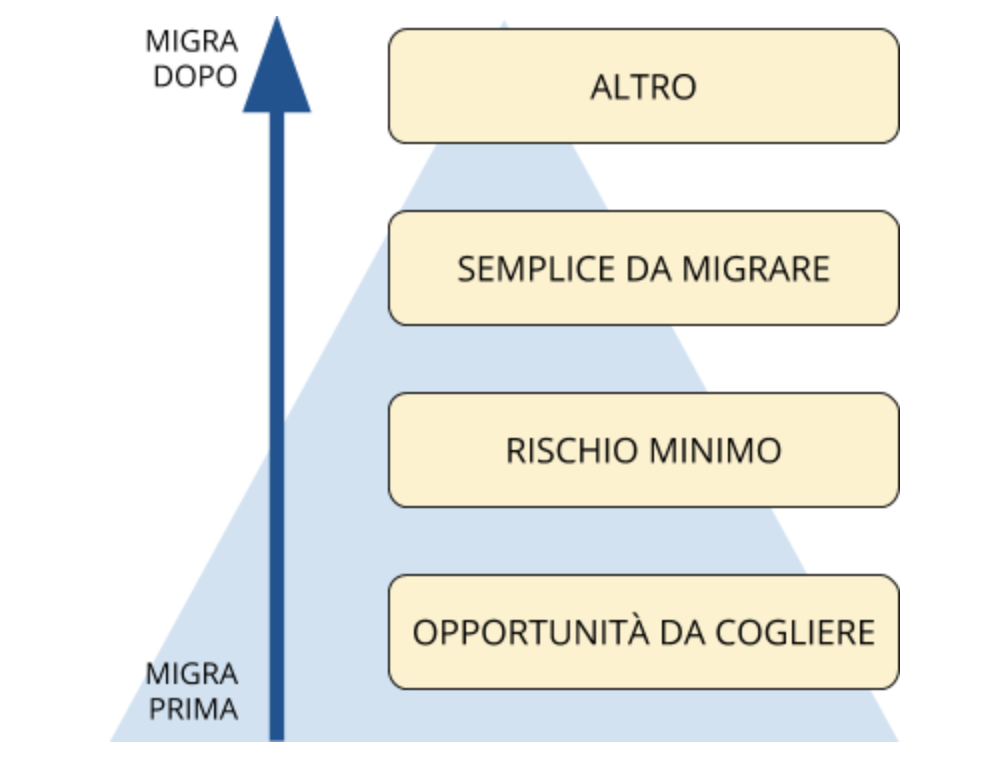 MIGRA
DOPO
ALTRO
SEMPLICE DA MIGRARE
RISCHIO MINIMO
OPPORTUNITÀ DA COGLIERE
MIGRA
PRIMA